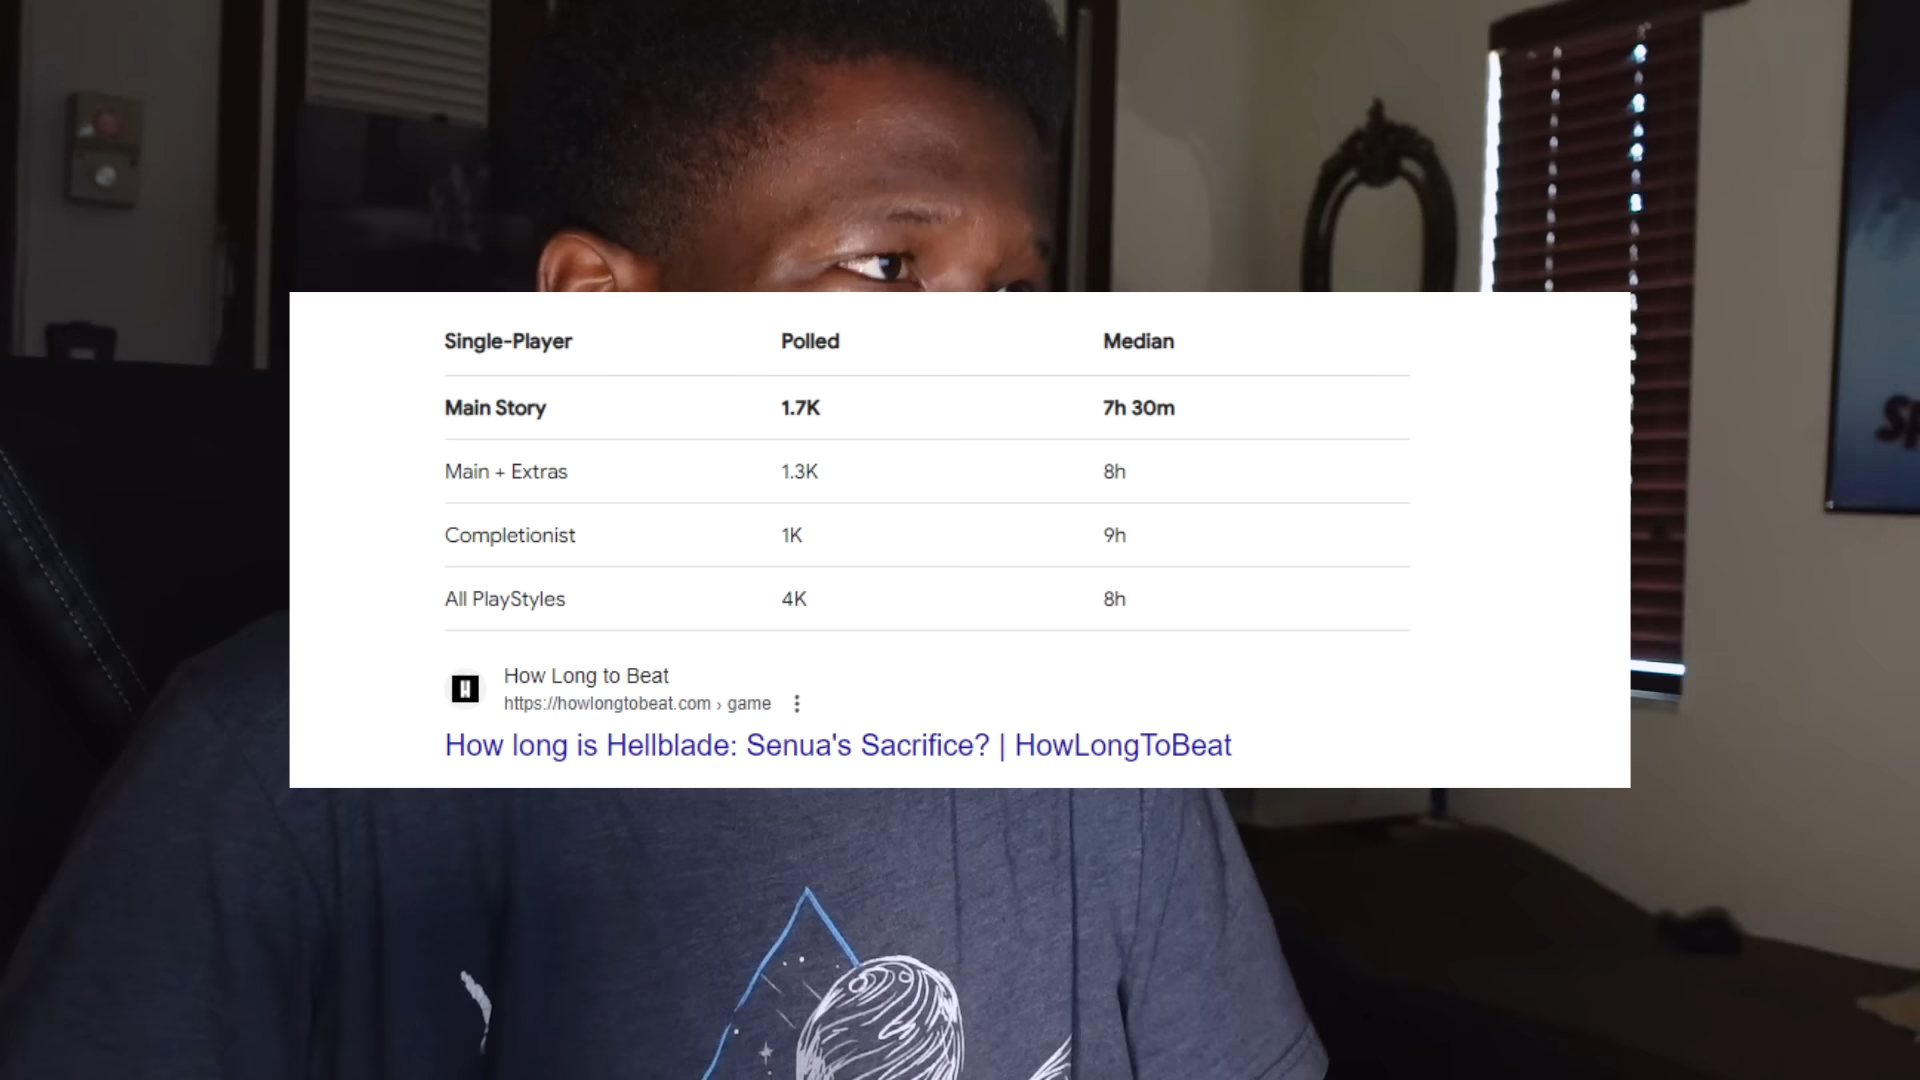 Single-Player Polled Median
Main Story 1.7K 7h 30m
Main + Extras 1.3K 8h
Completionist 1K 9h
All PlayStyles 4K 8h
How Long to Beat
https://howlongtobeat.com › game
How long is Hellblade: Senua's Sacrifice? | HowLongToBeat